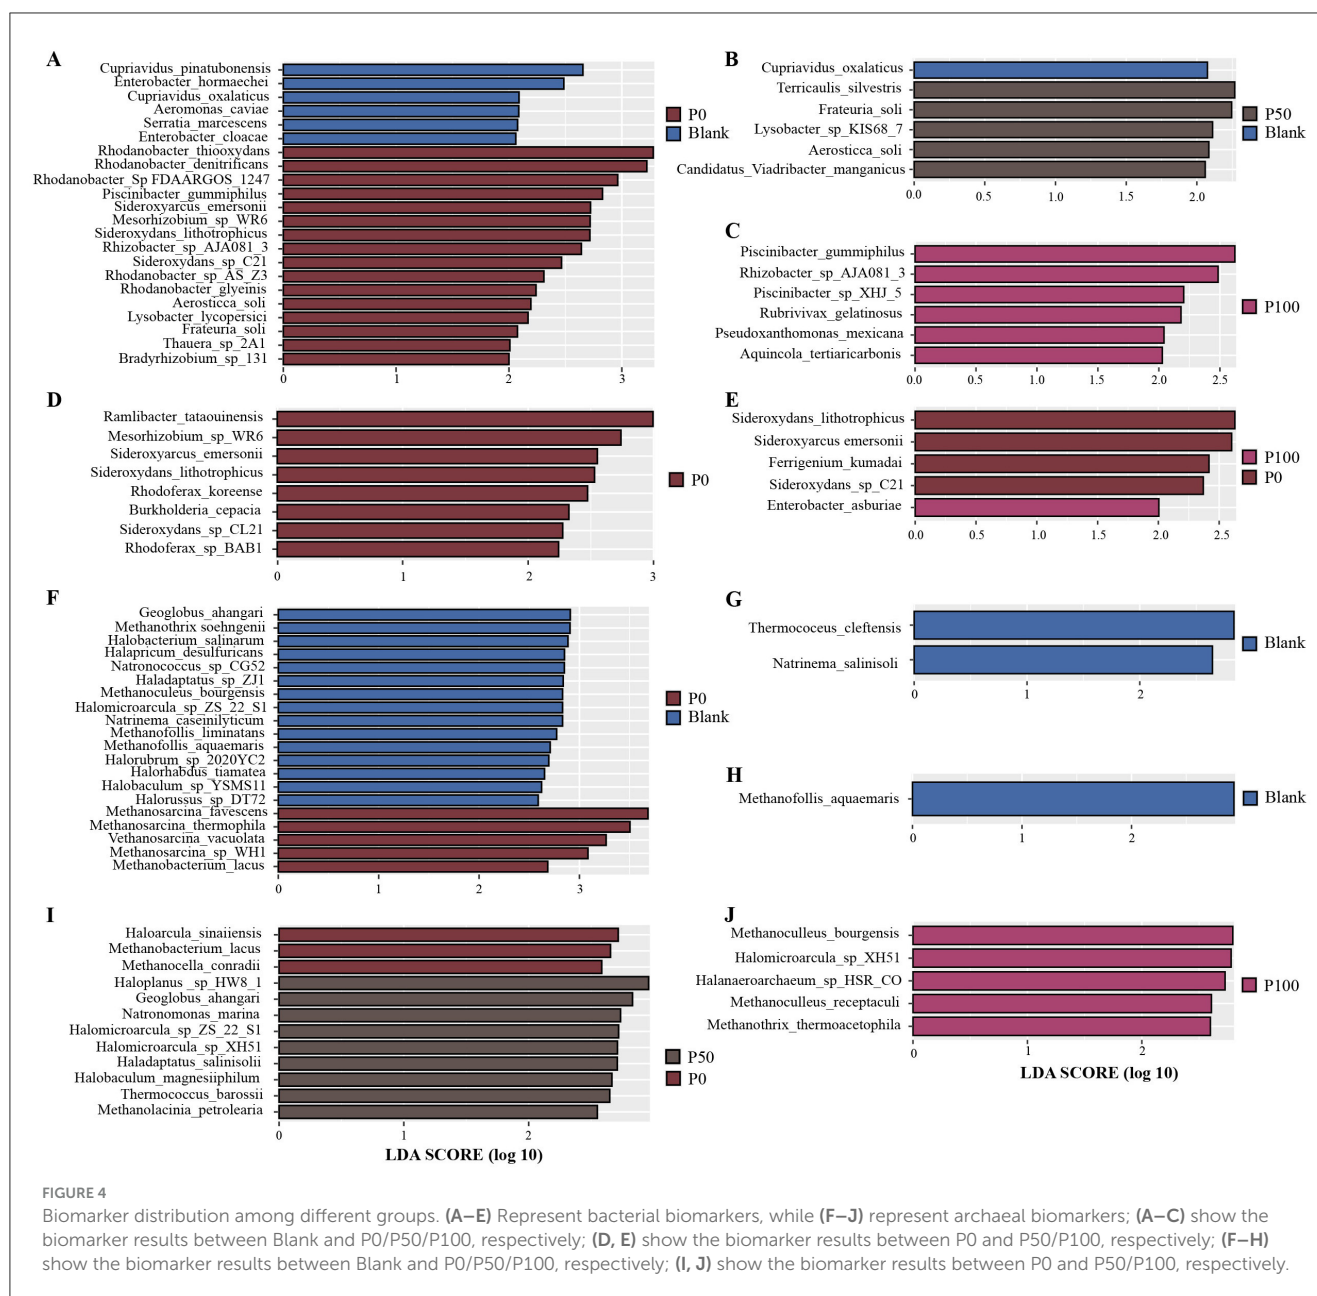 A
Cupriavidus_pinatubonensis
Enterobacter_hormaechei
Cupriavidus_oxalaticus
Aeromonas_caviae
Serratia_marcescens
Enterobacter_cloacae
Rhodanobacter_thiooxydans
Rhodanobacter_denitrificans
Rhodanobacter_Sp FDAARGOS_1247
Piscinibacter_gummiphilus
Sideroxyarcus_emersonii
Mesorhizobium_sp_WR6
Sideroxydans_lithotrophicus
Rhizobacter_sp_AJA081_3
Sideroxydans_sp_C21
Rhodanobacter_sp_AS_Z3
Rhodanobacter_glyeinis
Aerosticca_soli
Lysobacter_lycopersici
Frateuria_soli
Thauera_sp_2A1
Bradyrhizobium_sp_131
0 1 2 3
P0
Blank
B
Cupriavidus_oxalaticus
Terricaulis_silvestris
Frateuria_soli
Lysobacter_sp_KIS68_7
Aerosticca_soli
Candidatus_Viadribacter_manganicus
0.0 0.5 1.0 1.5 2.0
P50
Blank
C
Piscinibacter_gummiphilus
Rhizobacter_sp_AJA081_3
Piscinibacter_sp_XHJ_5
Rubrivivax_gelatinosus
Pseudoxanthomonas_mexicana
Aquincola_tertiaricarbonis
0.0 0.5 1.0 1.5 2.0 2.5
P100
D
Ramlibacter_tataouinensis
Mesorhizobium_sp_WR6
Sideroxyarcus_emersonii
Sideroxydans_lithotrophicus
Rhodoferax_koreense
Burkholderia_cepacia
Sideroxydans_sp_CL21
Rhodoferax_sp_BAB1
0 1 2 3
P0
E
Sideroxydans_lithotrophicus
Sideroxyarcus emersonii
Ferrigenium_kumadai
Sideroxydans_sp_C21
Enterobacter_asburiae
0.0 0.5 1.0 1.5 2.0 2.5
P100
P0
F
Geoglobus_ahangari
Methanothrix soehngenii
Halobacterium_salinarum
Halapricum_desulfuricans
Natronococcus_sp_CG52
Haladaptatus_sp_ZJ1
Methanoculeus_bourgensis
Halomicroarcula_sp_ZS_22_S1
Natrinema_caseinilyticum
Methanofollis_liminatans
Methanofollis_aquaemaris
Halorubrum_sp_2020YC2
Halorhabdus_tiamatea
Halobaculum_sp_YSMS11
Halorussus_sp_DT72
Methanosarcina_favescens
Methanosarcina_thermophila
Vethanosarcina_vacuolata
Methanosarcina_sp_WH1
Methanobacterium_lacus
0 1 2 3
P0
Blank
G
Thermococeus_cleftensis
Natrinema_salinisoli
0 1 2
Blank
H
Methanofollis_aquaemaris
0 1 2
Blank
I
Haloarcula_sinaiiensis
Methanobacterium_lacus
Methanocella_conradii
Haloplanus _sp_HW8_1
Geoglobus_ahangari
Natronomonas_marina
Halomicroarcula_sp_ZS_22_S1
Halomicroarcula_sp_XH51
Haladaptatus_salinisolii
Halobaculum_magnesiiphilum
Thermococcus_barossii
Methanolacinia_petrolearia
0 1 2
LDA SCORE (log 10)
P50
P0
J
Methanoculleus_bourgensis
Halomicroarcula_sp_XH51
Halanaeroarchaeum_sp_HSR_CO
Methanoculleus_receptaculi
Methanothrix_thermoacetophila
0 1 2
LDA SCORE (log 10)
P100
FIGURE 4
Biomarker distribution among different groups. (A–E) Represent bacterial biomarkers, while (F–J) represent archaeal biomarkers; (A–C) show the
biomarker results between Blank and P0/P50/P100, respectively; (D, E) show the biomarker results between P0 and P50/P100, respectively; (F–H)
show the biomarker results between Blank and P0/P50/P100, respectively; (I, J) show the biomarker results between P0 and P50/P100, respectively.